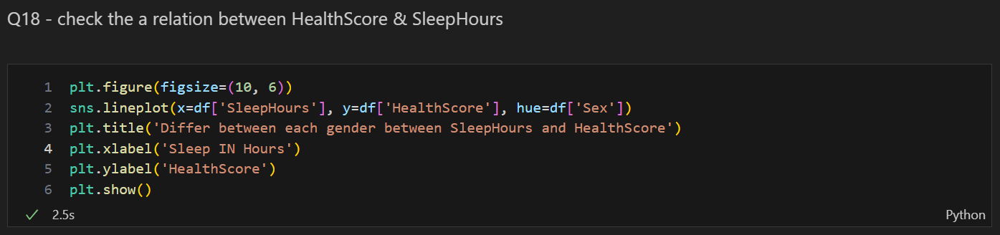 Q18 - check the a relation between HealthScore & SleepHours
1 plt.figure(figsize=(10, 6))
2 sns.lineplot(x=df['SleepHours'], y=df['HealthScore'], hue=df['Sex'])
3 plt.title('Differ between each gender between SleepHours and HealthScore')
4 plt.xlabel('Sleep IN Hours')
5 plt.ylabel('HealthScore')
6 plt.show()
2.5s Python